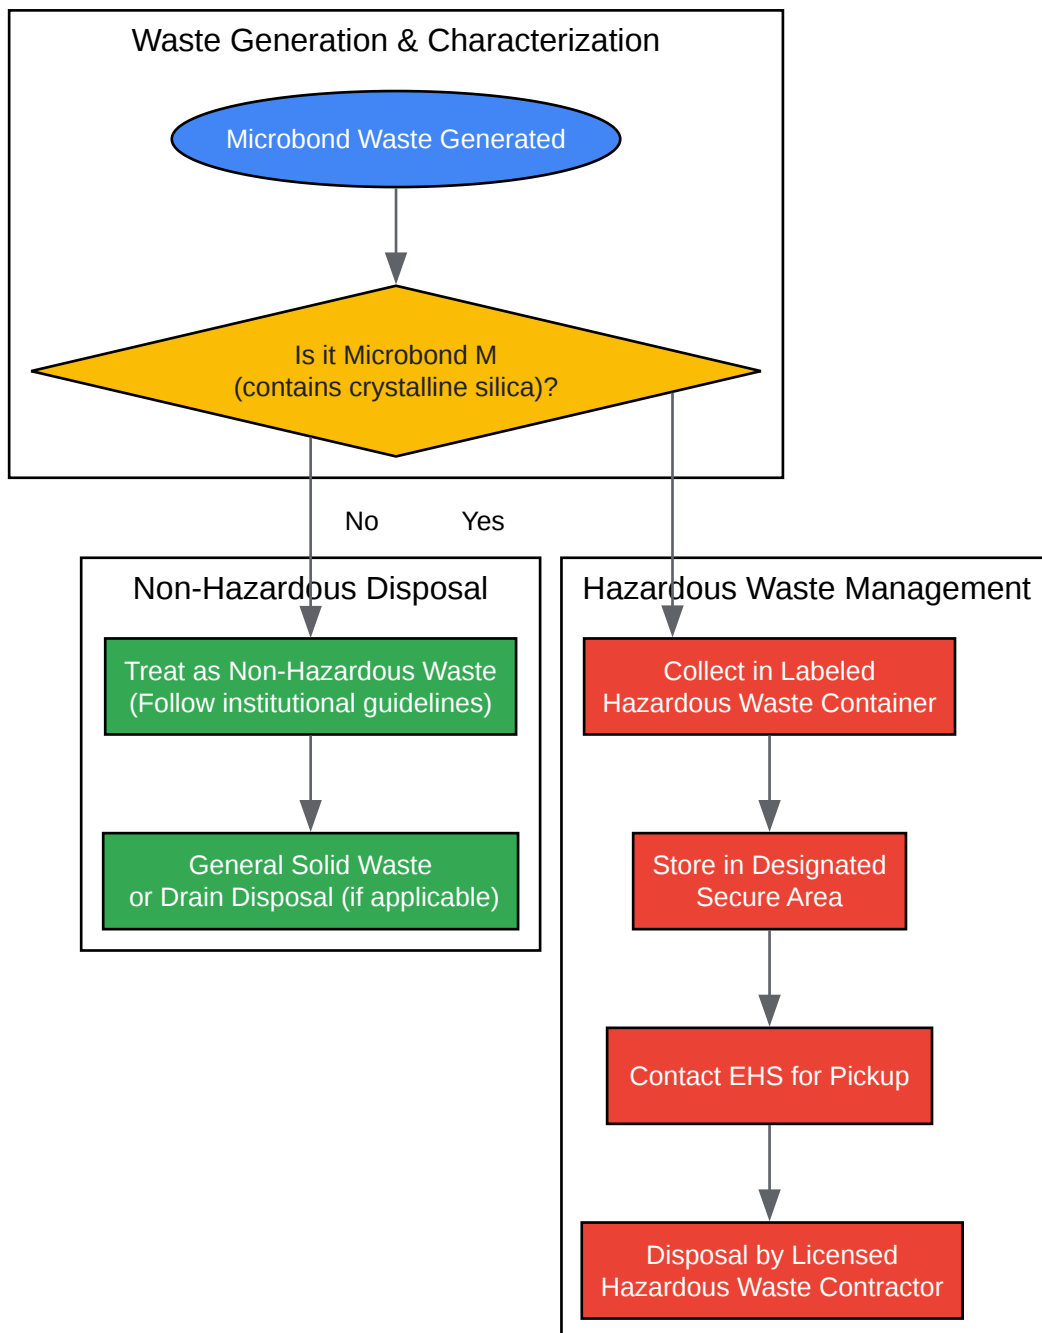 Waste Generation & Characterization
Microbond Waste Generated
Is it Microbond M
(contains crystalline silica)?
No
Yes
Non-Hazardous Disposal
Treat as Non-Hazardous Waste
(Follow institutional guidelines)
General Solid Waste
or Drain Disposal (if applicable)
Hazardous Waste Management
Collect in Labeled
Hazardous Waste Container
Store in Designated
Secure Area
Contact EHS for Pickup
Disposal by Licensed
Hazardous Waste Contractor